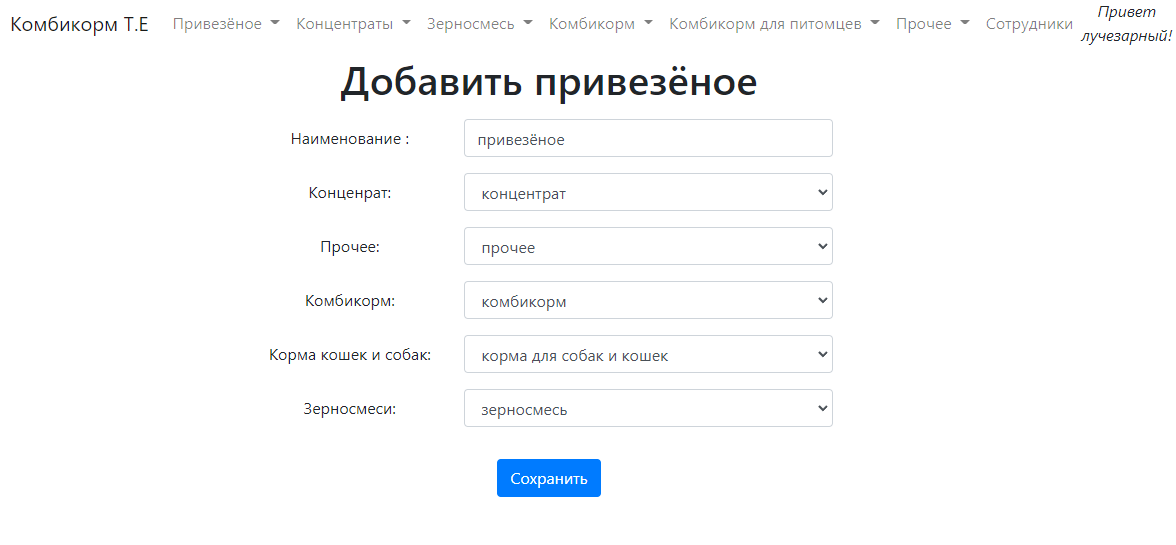 Комбикорм Т.Е Привезёное Концентраты Зерносмесь Комбикорм Комбикорм для питомцев Прочее Сотрудники Привет
лучезарный!
Добавить привезёное
Наименование : привезёное
Конценрат: концентрат
Прочее: прочее
Комбикорм: комбикорм
Корма кошек и собак: корма для собак и кошек
Зерносмеси: зерносмесь
Сохранить